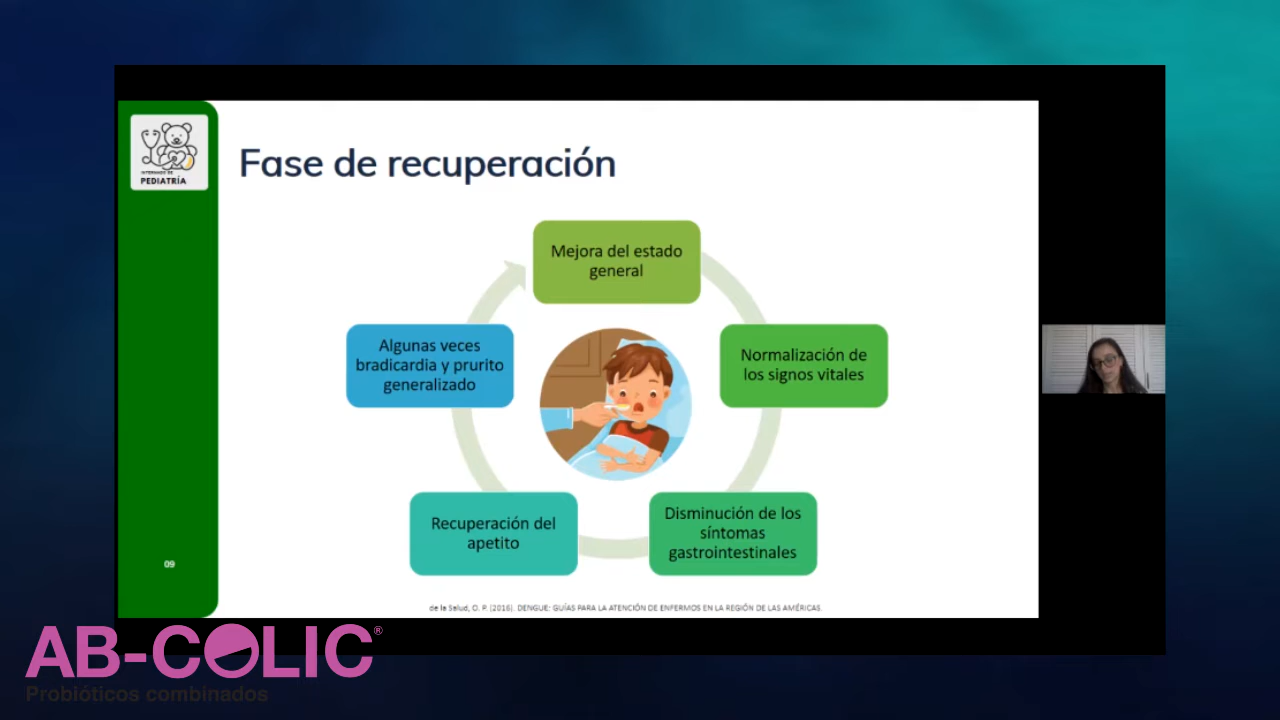 INTERNADO DE
PEDIATRÍA
Fase de recuperación
Mejora del estado
general
Normalización de
los signos vitales
Disminución de los
síntomas
gastrointestinales
Recuperación del
apetito
Algunas veces
bradicardia y prurito
generalizado
09
de la Salud, O. P. (2016). DENGUE: GUÍAS PARA LA ATENCIÓN DE ENFERMOS EN LA REGIÓN DE LAS AMÉRICAS.
AB-COLIC®
Probióticos combinados